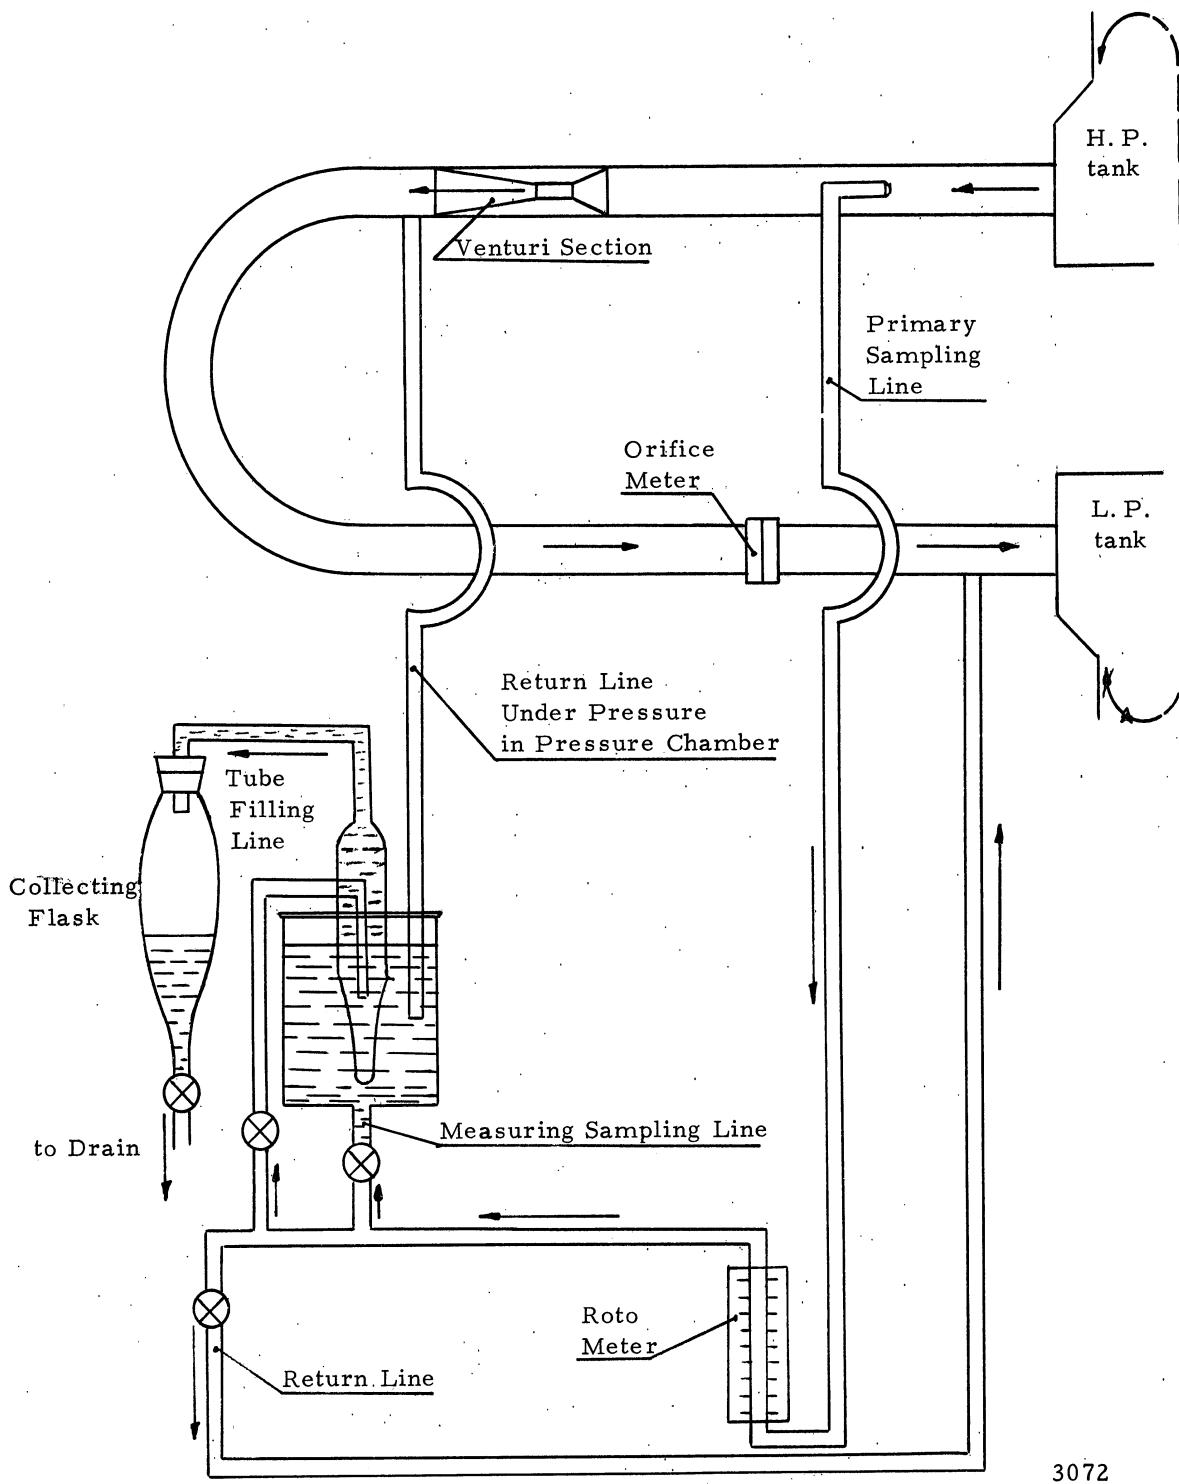 H. P.
tank
Venturi Section
Primary
Sampling
Line
Orifice
Meter
L. P.
tank
Return Line
Under Pressure
in Pressure Chamber
Tube
Filling
Line
Collecting
Flask
Measuring Sampling Line
to Drain
Roto
Meter
Return Line
3072